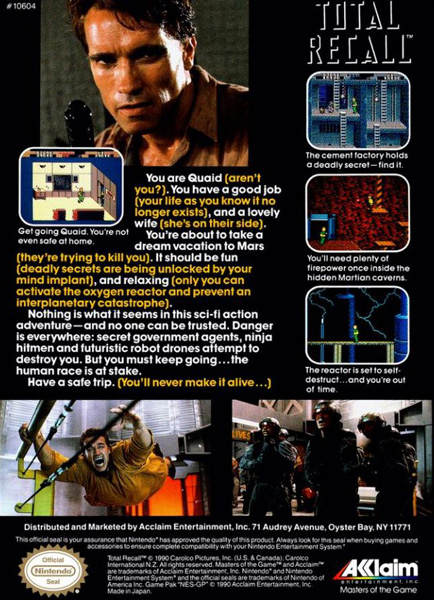 #10604
TOTAL
RECALL™
The cement factory holds
a deadly secret—find it.
Get going Quaid. You're not
even safe at home.
You are Quaid (aren't
you?). You have a good job
(your life as you know it no
longer exists), and a lovely
wife (she's on their side).
You're about to take a
dream vacation to Mars
(they're trying to kill you). It should be fun
(deadly secrets are being unlocked by your
mind implant), and relaxing (only you can
activate the oxygen reactor and prevent an
interplanetary catastrophe).
Nothing is what it seems in this sci-fi action
adventure—and no one can be trusted. Danger
is everywhere: secret government agents, ninja
hitmen and futuristic robot drones attempt to
destroy you. But you must keep going...the
human race is at stake.
Have a safe trip. (You'll never make it alive...)
You'll need plenty of
firepower once inside the
hidden Martian caverns.
The reactor is set to self-
destruct...and you're out
of time.
Distributed and Marketed by Acclaim Entertainment, Inc. 71 Audrey Avenue, Oyster Bay, NY 11771
This official seal is your assurance that Nintendo® has approved the quality of this product. Always look for this seal when buying games and
accessories to ensure complete compatibility with your Nintendo Entertainment System.®
Official
Nintendo
Seal
Total Recall™ © 1990 Carolco Pictures, Inc. (U.S. & Canada); Carolco
International N.Z. All rights reserved. Masters of the Game™ and Acclaim™
are trademarks of Acclaim Entertainment, Inc. Nintendo® and Nintendo
Entertainment System® and the official seals are trademarks of Nintendo of
America Inc. Game Pak "NES-GP" © 1990 Acclaim Entertainment, Inc.
Made in Japan.
Acclaim
entertainment, inc.
Masters of the Game